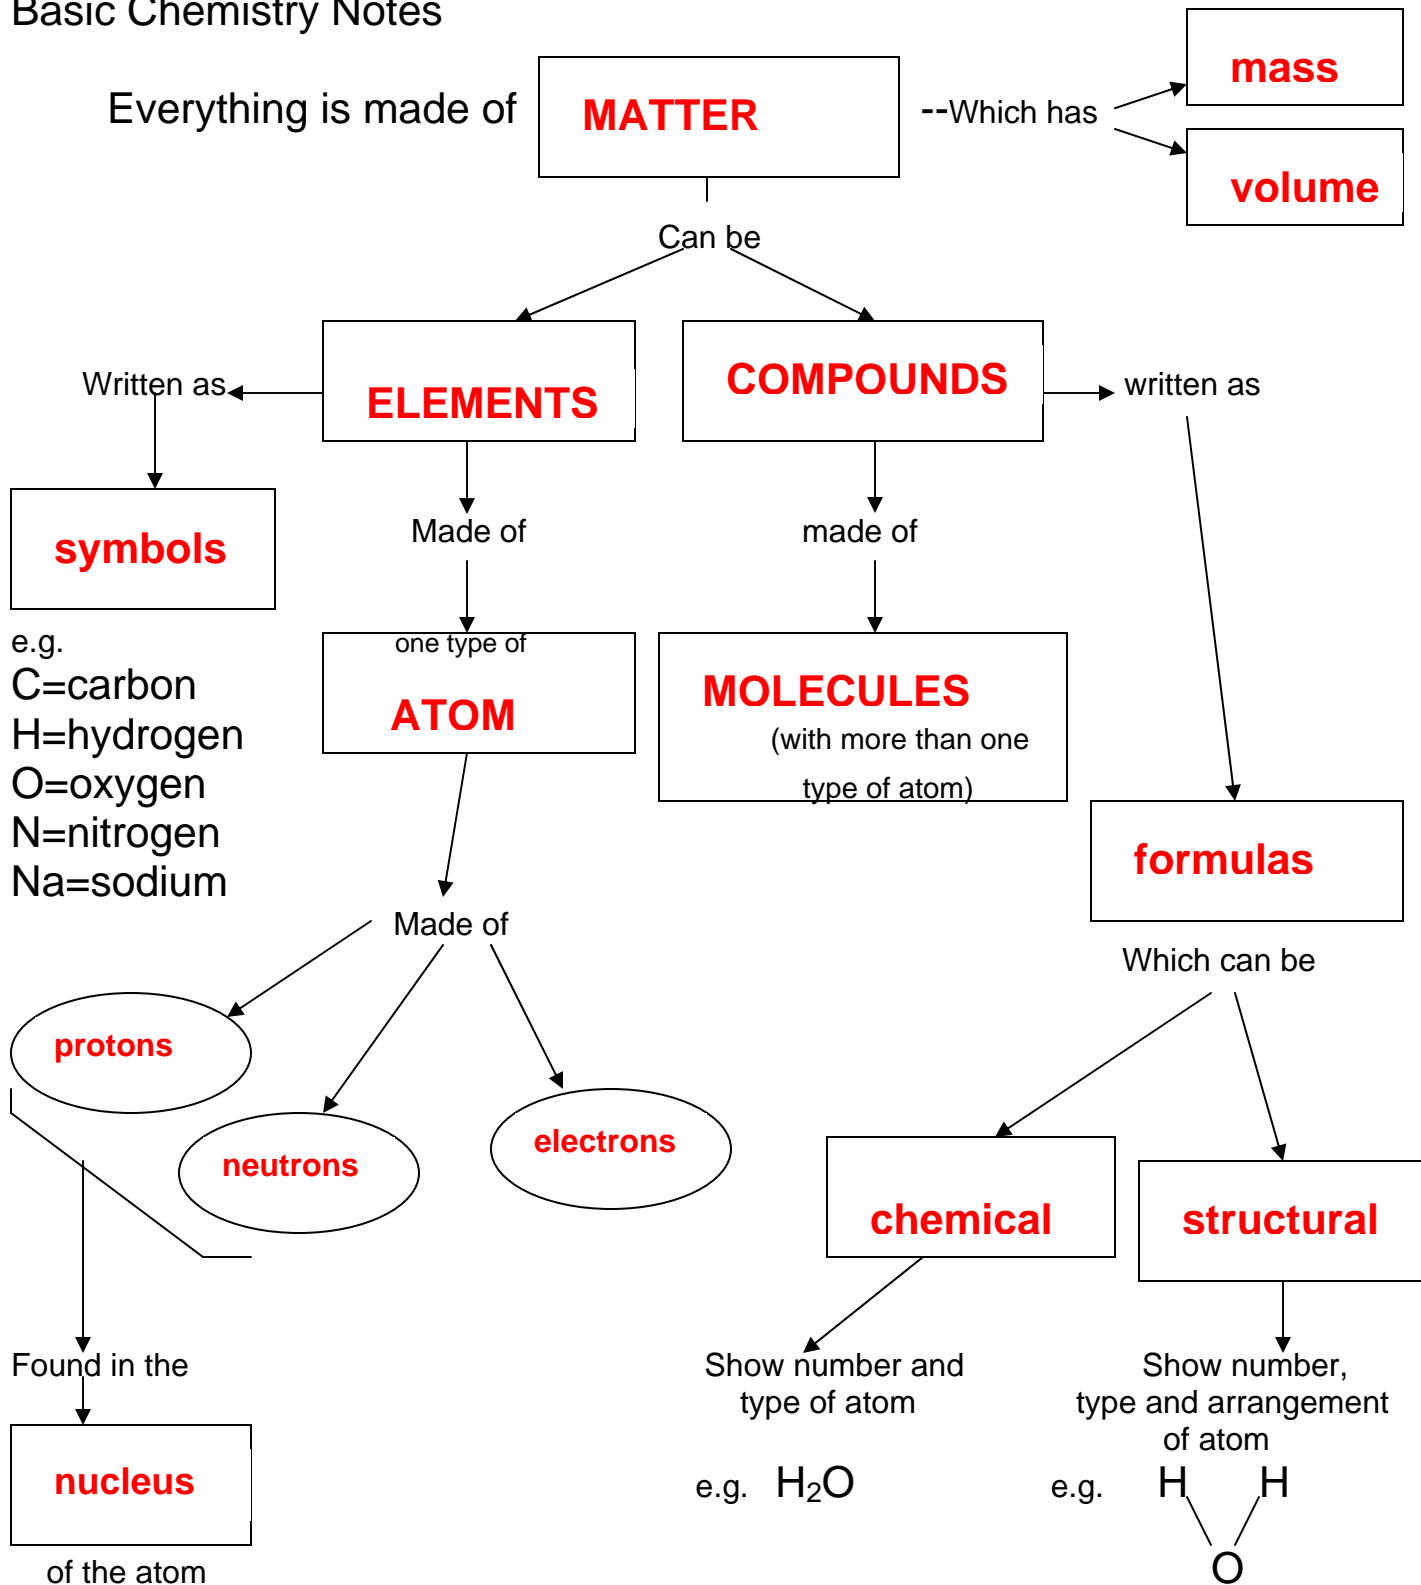 Basic Chemistry Notes
Everything is made of MATTER --Which has mass
volume
Can be
ELEMENTS
COMPOUNDS
Written as
written as
symbols
Made of
made of
e.g.
C=carbon
H=hydrogen
O=oxygen
N=nitrogen
Na=sodium
one type of
ATOM
MOLECULES
(with more than one
type of atom)
formulas
Made of
Which can be
protons
neutrons
electrons
chemical
structural
Found in the
nucleus
of the atom
Show number and
type of atom
e.g. H₂O
Show number,
type and arrangement
of atom
e.g. H H
O